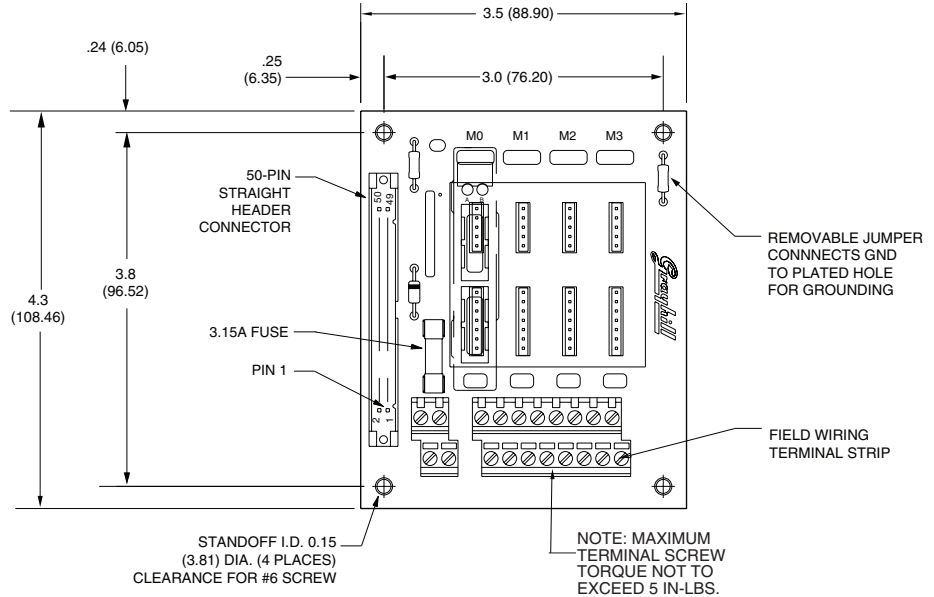 3.5 (88.90)
.24 (6.05)
.25
(6.35)
3.0 (76.20)
M0 M1 M2 M3
50-PIN
STRAIGHT
HEADER
CONNECTOR
50 49
A B
REMOVABLE JUMPER
CONNNECTS GND
TO PLATED HOLE
FOR GROUNDING
Grayhill
3.8
(96.52)
4.3
(108.46)
3.15A FUSE
PIN 1
2 1
FIELD WIRING
TERMINAL STRIP
STANDOFF I.D. 0.15
(3.81) DIA. (4 PLACES)
CLEARANCE FOR #6 SCREW
NOTE: MAXIMUM
TERMINAL SCREW
TORQUE NOT TO
EXCEED 5 IN-LBS.